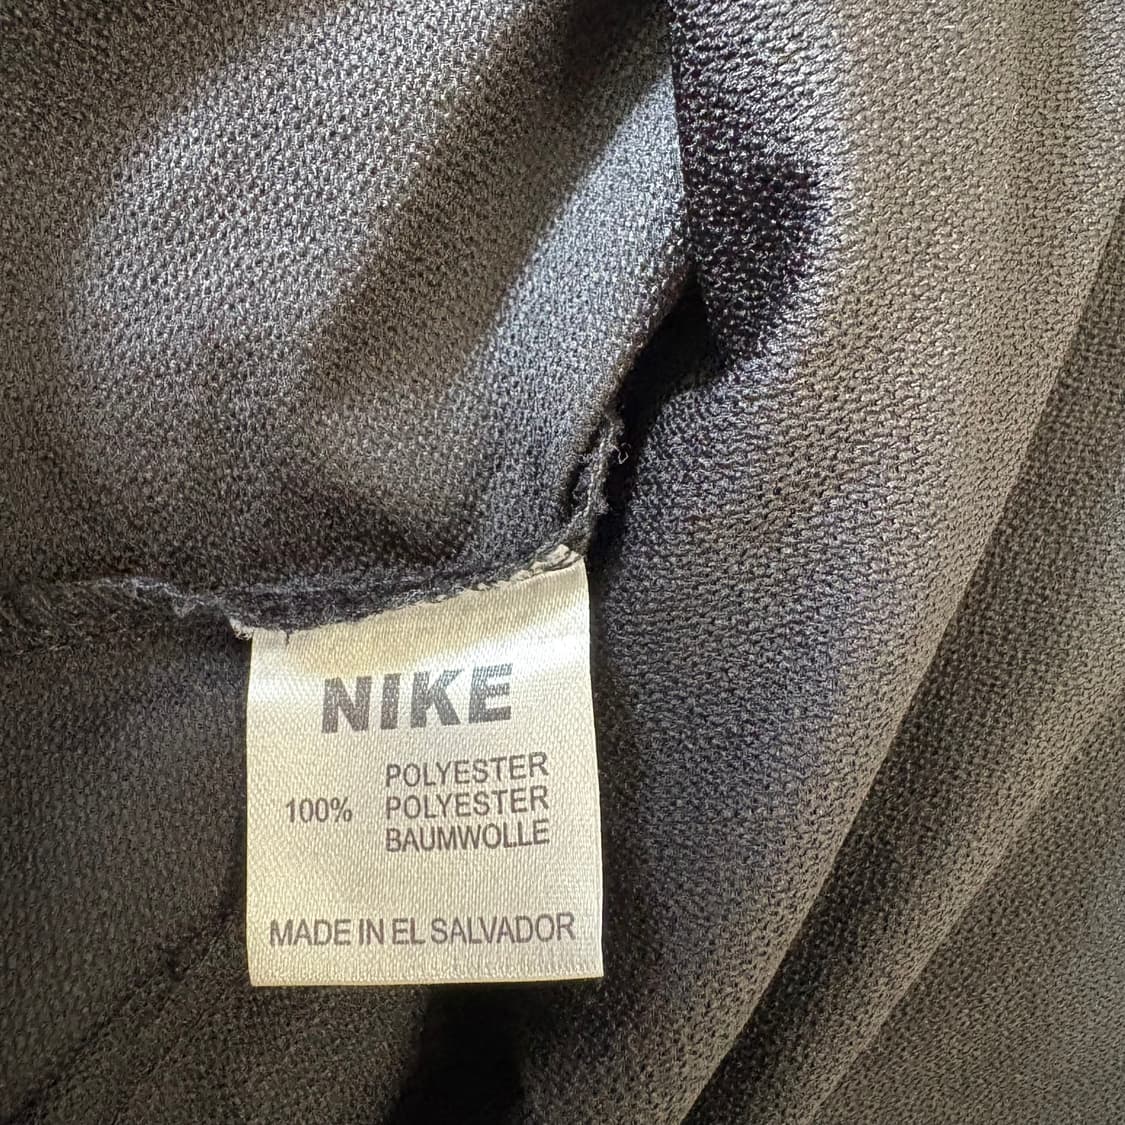 NIKE
POLYESTER
100% POLYESTER
BAUMWOLLE
MADE IN EL SALVADOR